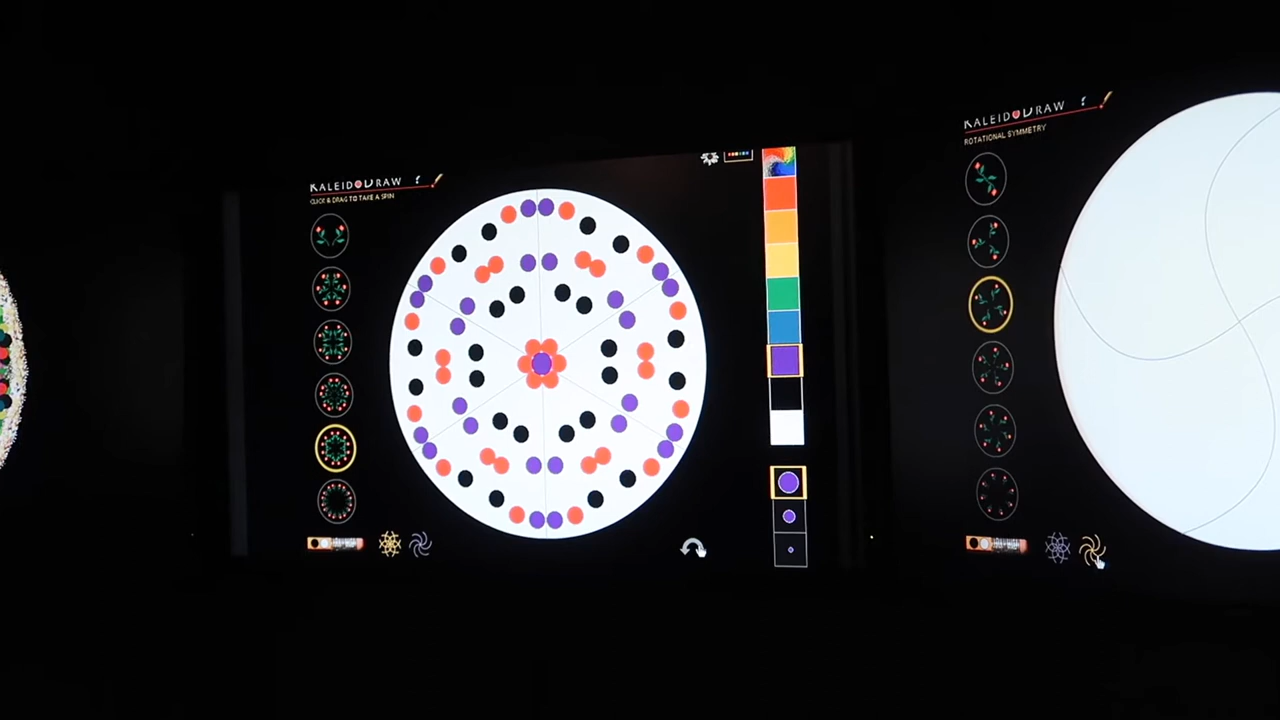 KALEIDODRAW ?
CLICK & DRAG TO TAKE A SPIN
KALEIDODRAW ?
ROTATIONAL SYMMETRY